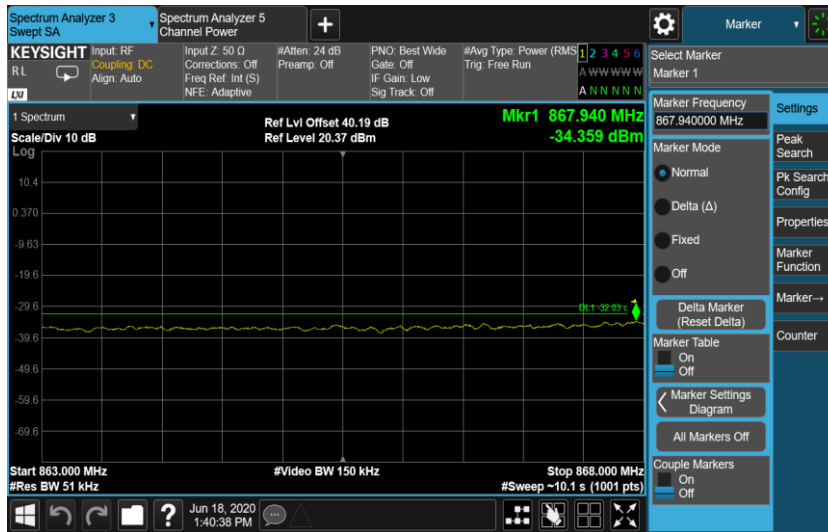 Spectrum Analyzer 3
Swept SA
Spectrum Analyzer 5
Channel Power
Marker
KEYSIGHT
Input: RF
Input Z: 50 Ω
#Atten: 24 dB
PNO: Best Wide
#Avg Type: Power (RMS
1 2 3 4 5 6
R L
Coupling: DC
Corrections: Off
Preamp: Off
Gate: Off
Trig: Free Run
A W W W W W
Align: Auto
Freq Ref: Int (S)
IF Gain: Low
LXI
NFE: Adaptive
Sig Track: Off
A N N N N N
Select Marker
Marker 1
1 Spectrum
Ref Lvl Offset 40.19 dB
Mkr1 867.940 MHz
Scale/Div 10 dB
Ref Level 20.37 dBm
-34.359 dBm
Log
10.4
0.370
-9.63
-19.6
-29.6
-39.6
-49.6
-59.6
-69.6
DL1 -32.03
Start 863.000 MHz
#Video BW 150 kHz
Stop 868.000 MHz
#Res BW 51 kHz
#Sweep ~10.1 s (1001 pts)
Marker Frequency
867.940000 MHz
Marker Mode
Normal
Delta (Δ)
Fixed
Off
Delta Marker
(Reset Delta)
Marker Table
On
Off
Marker Settings
Diagram
All Markers Off
Couple Markers
On
Off
Settings
Peak
Search
Pk Search
Config
Properties
Marker
Function
Marker→
Counter
?
Jun 18, 2020
1:40:38 PM